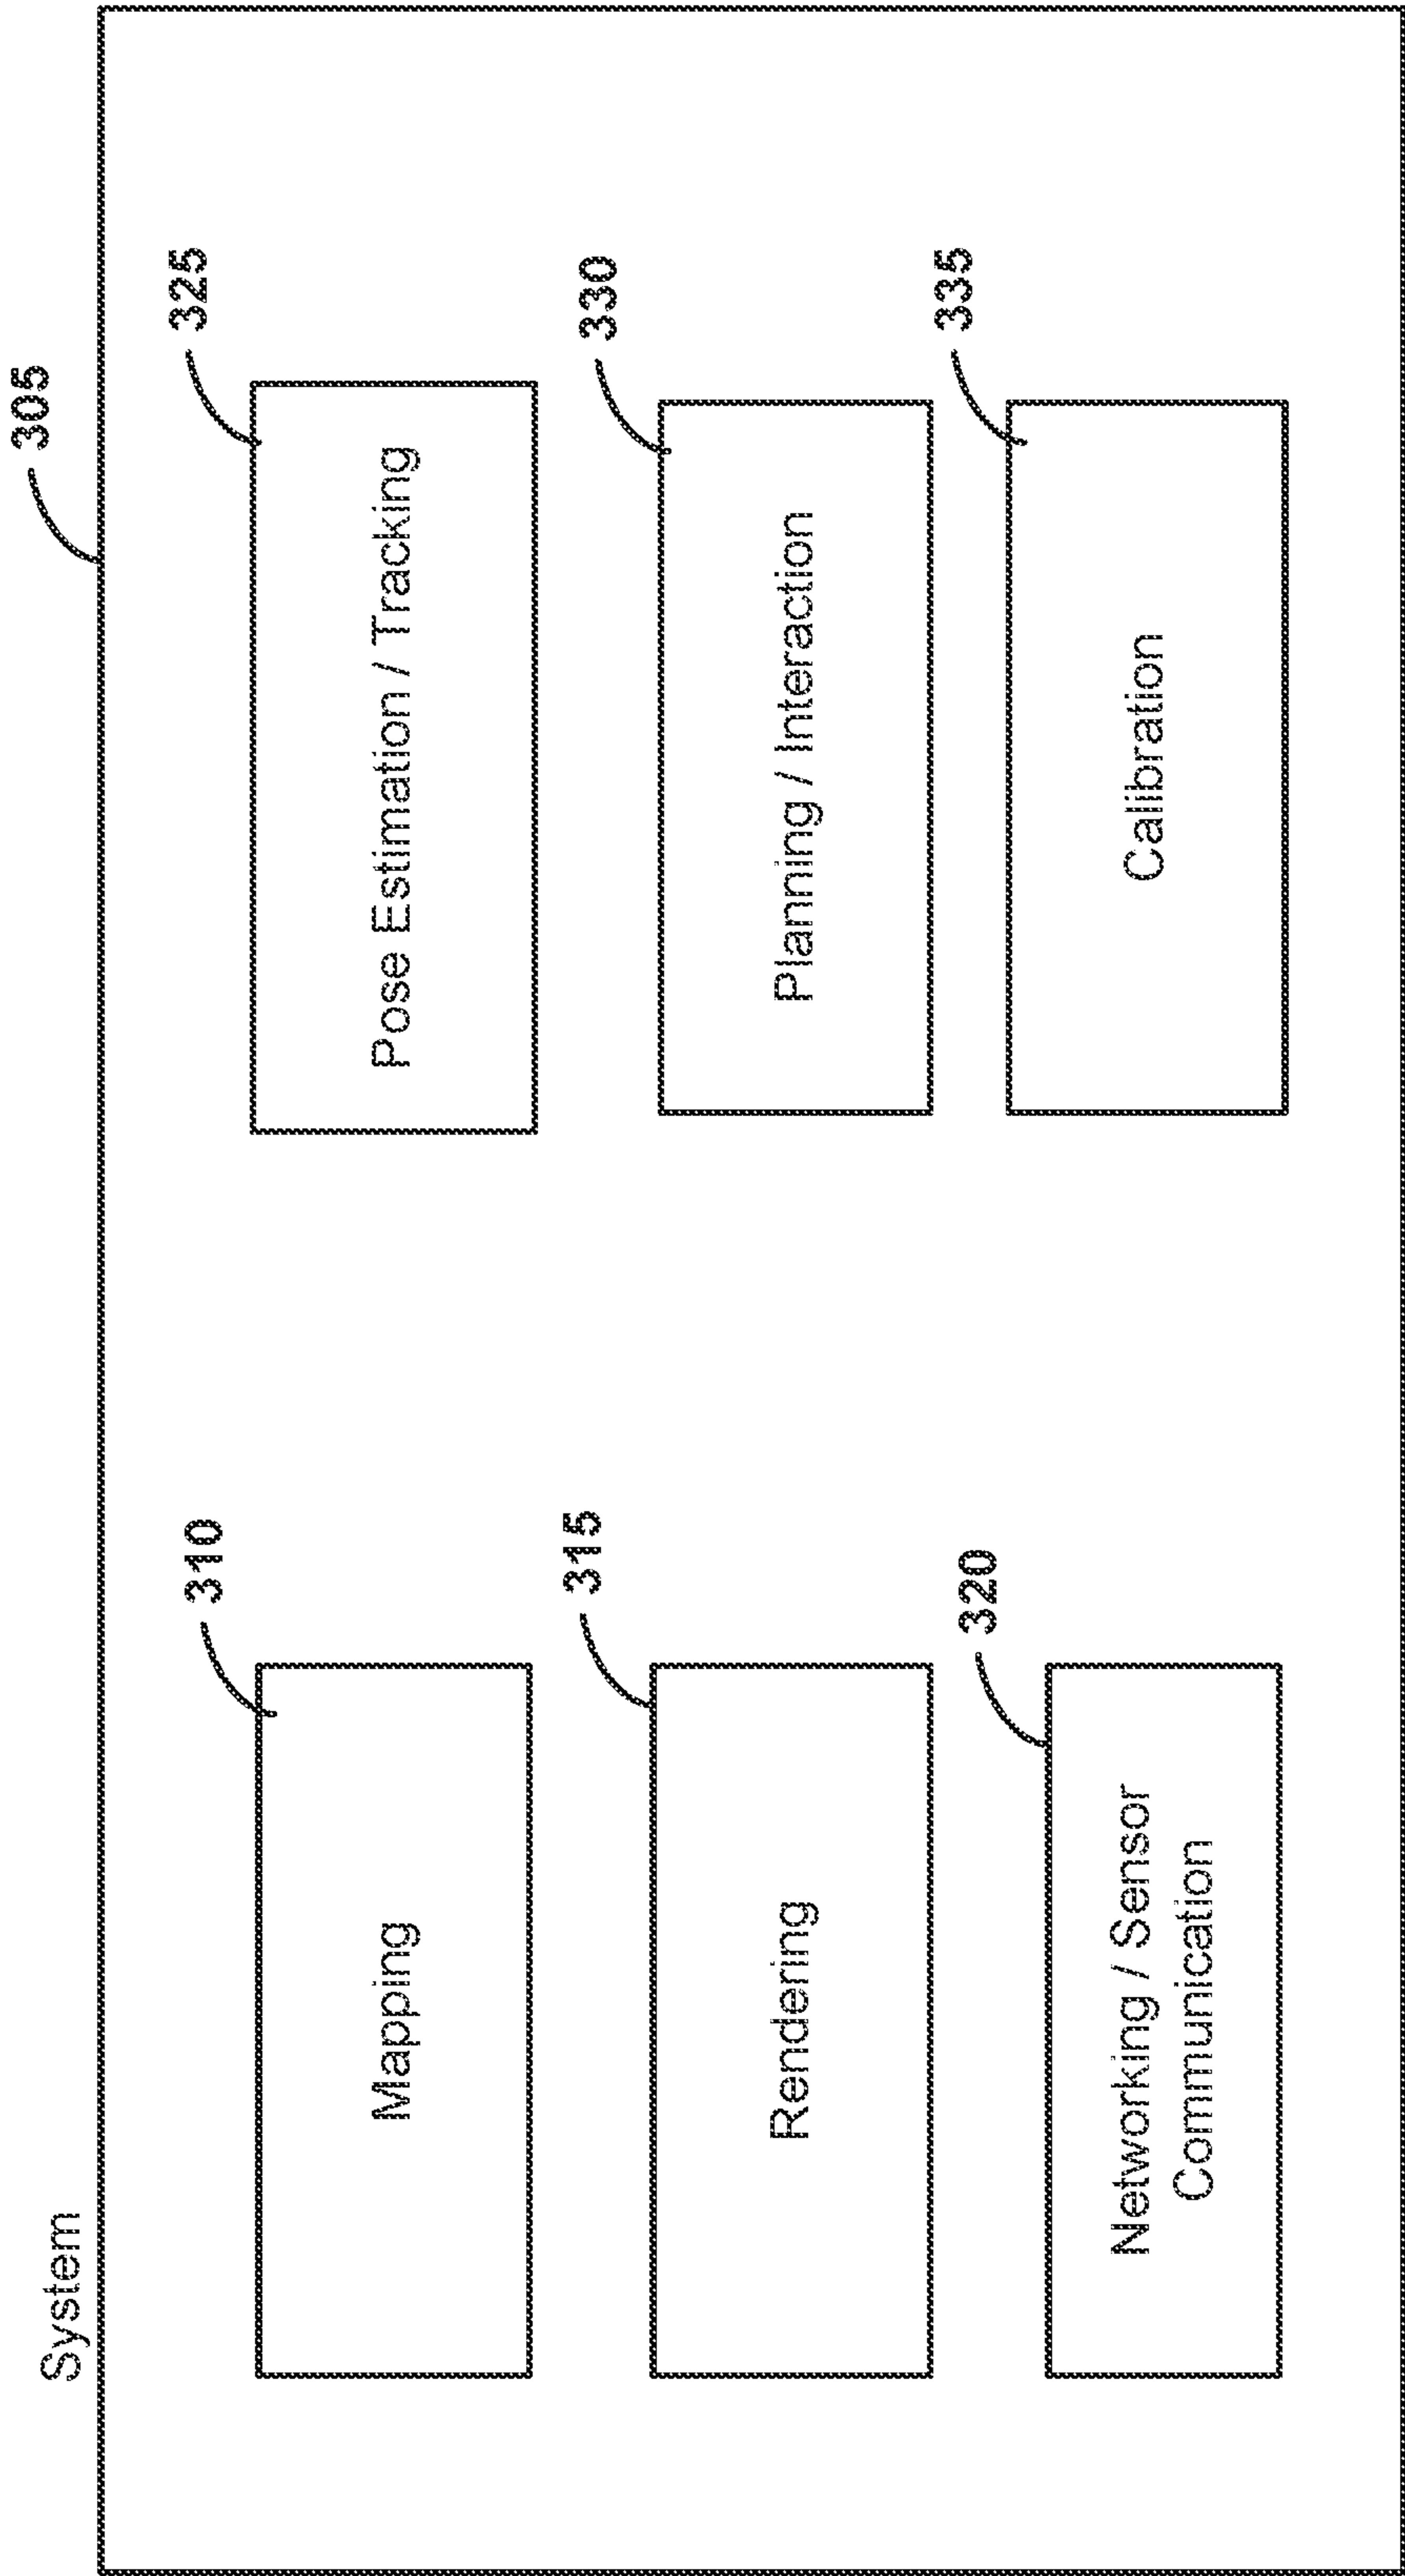 System
305
310
Mapping
315
Rendering
320
Networking / Sensor
Communication
325
Pose Estimation / Tracking
330
Planning / Interaction
335
Calibration